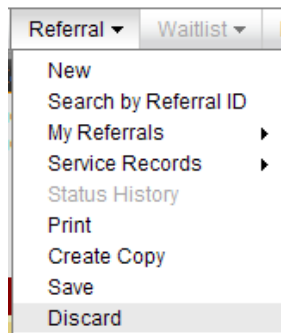 Referral Waitlist
New
Search by Referral ID
My Referrals
Service Records
Status History
Print
Create Copy
Save
Discard